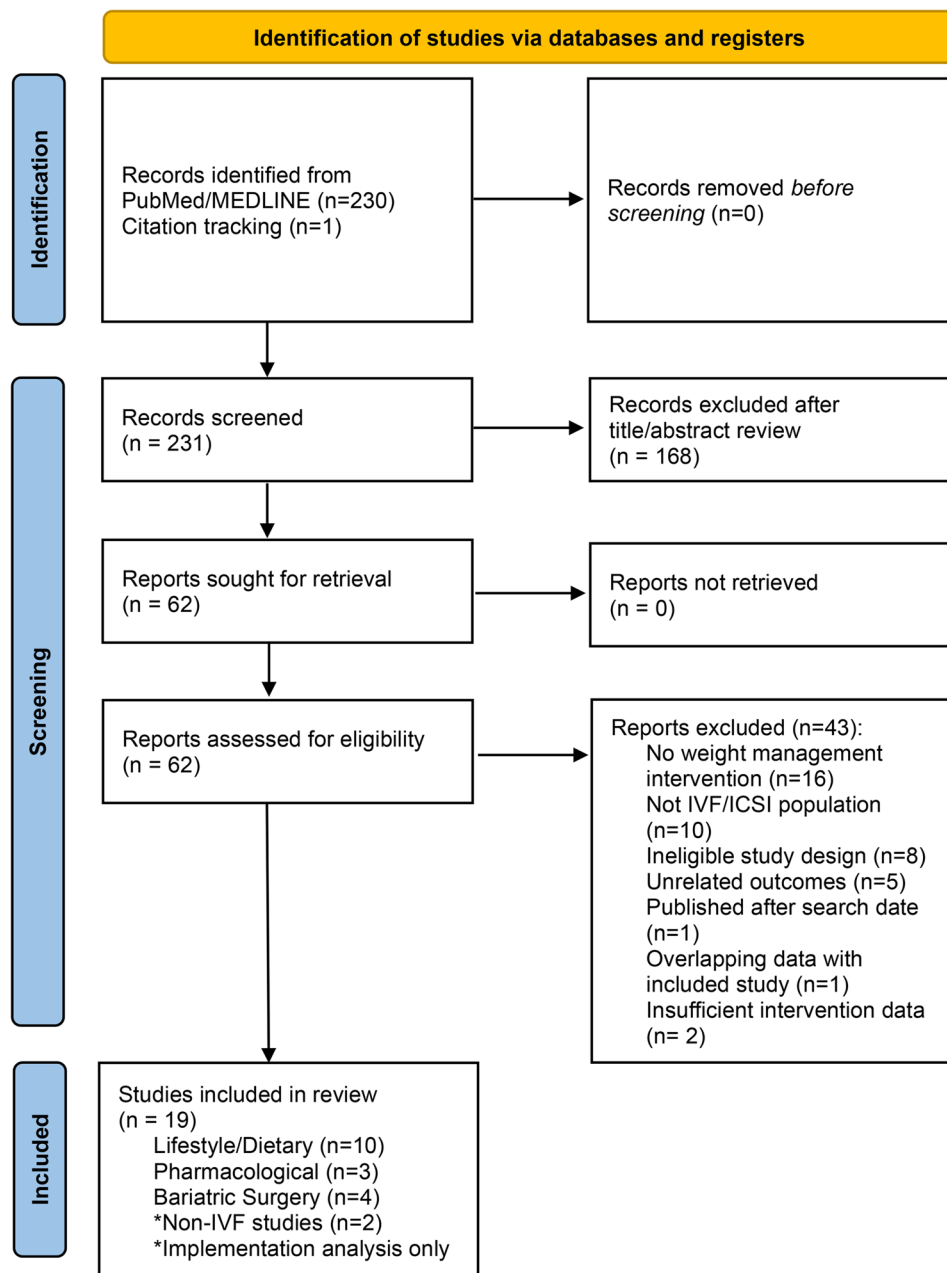 Identification of studies via databases and registers
Identification
Records identified from
PubMed/MEDLINE (n=230)
Citation tracking (n=1)
Records removed before
screening (n=0)
Screening
Records screened
(n = 231)
Records excluded after
title/abstract review
(n = 168)
Reports sought for retrieval
(n = 62)
Reports not retrieved
(n = 0)
Reports assessed for eligibility
(n = 62)
Reports excluded (n=43):
No weight management
intervention (n=16)
Not IVF/ICSI population
(n=10)
Ineligible study design (n=8)
Unrelated outcomes (n=5)
Published after search date
(n=1)
Overlapping data with
included study (n=1)
Insufficient intervention data
(n= 2)
Included
Studies included in review
(n = 19)
Lifestyle/Dietary (n=10)
Pharmacological (n=3)
Bariatric Surgery (n=4)
*Non-IVF studies (n=2)
*Implementation analysis only